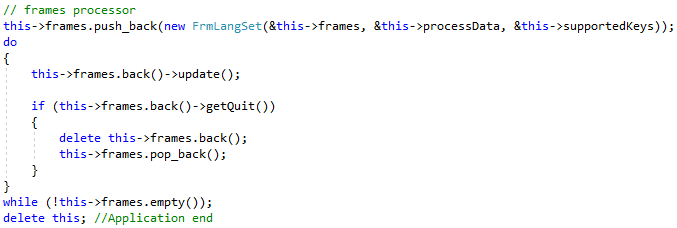 // frames processor
this->frames.push_back(new FrmLangSet(&this->frames, &this->processData, &this->supportedKeys));
do
{
    this->frames.back()->update();

    if (this->frames.back()->getQuit())
    {
        delete this->frames.back();
        this->frames.pop_back();
    }
}
while (!this->frames.empty());
delete this; //Application end